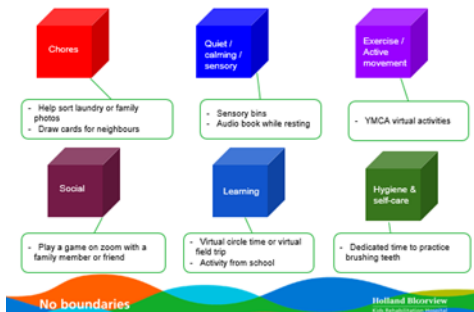 Chores
Quiet /
calming /
sensory
Exercise /
Active
movement
- Help sort laundry or family
photos
- Draw cards for neighbours
- Sensory bins
- Audio book while resting
- YMCA virtual activities
Social
Learning
Hygiene &
self-care
- Play a game on zoom with a
family member or friend
- Virtual circle time or virtual
field trip
- Activity from school
- Dedicated time to practice
brushing teeth
No boundaries
Holland Bloorview
Kids Rehabilitation Hospital